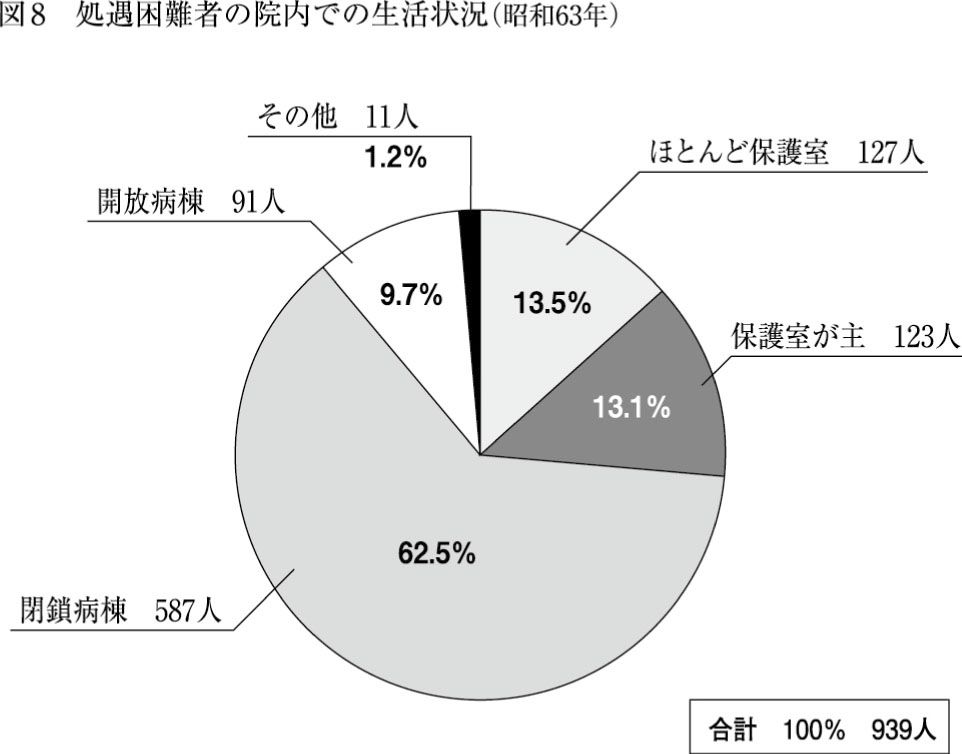 図8　処遇困難者の院内での生活状況（昭和63年）
その他　11人
1.2%
ほとんど保護室　127人
開放病棟　91人
9.7%
13.5%
保護室が主　123人
13.1%
62.5%
閉鎖病棟　587人
合計　100%　939人